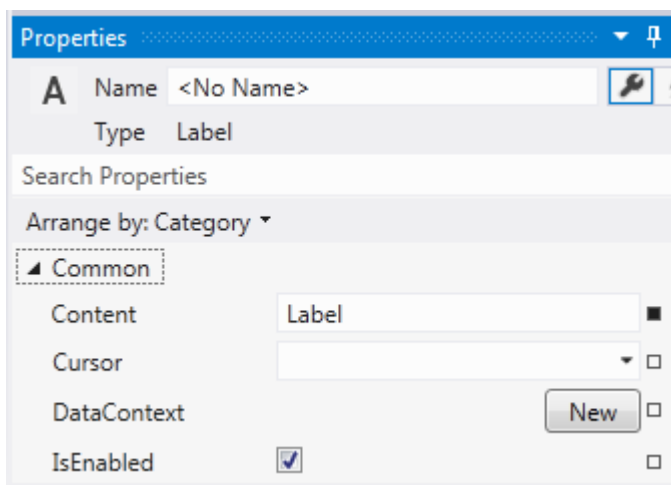 Properties
A Name <No Name>
Type Label
Search Properties
Arrange by: Category
Common
Content Label
Cursor
DataContext New
IsEnabled